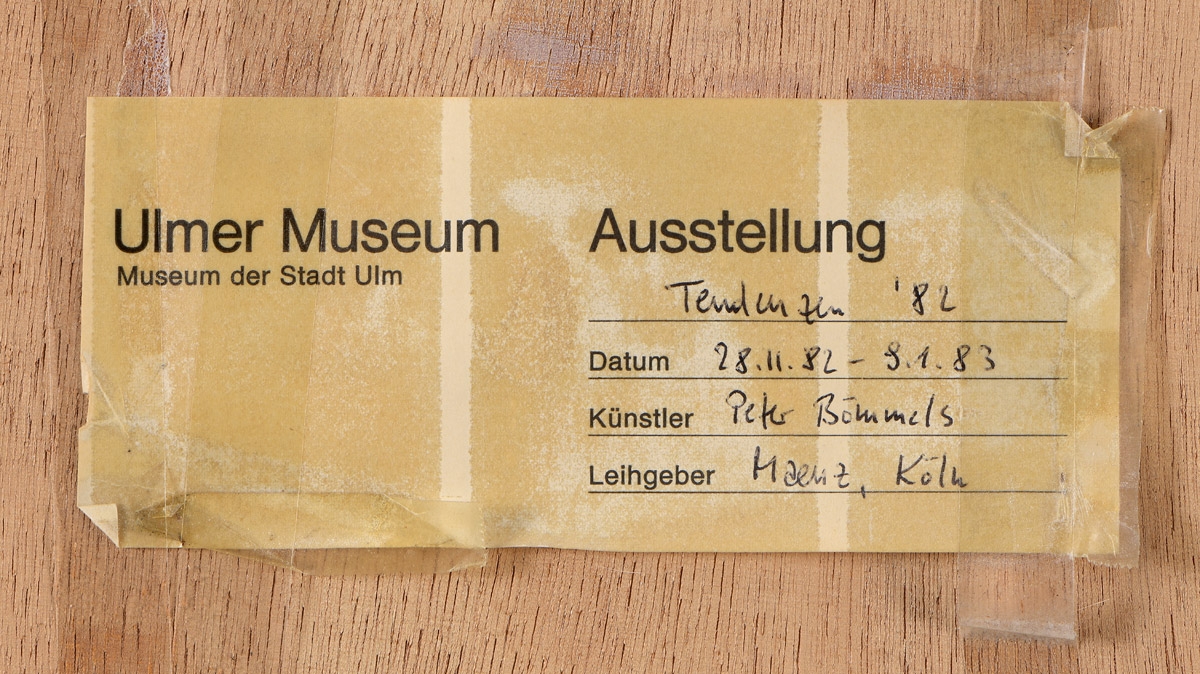 Ulmer Museum
Museum der Stadt Ulm
Ausstellung
Tendenzen '82
Datum 28.11.82 - 9.1.83
Künstler Peter Bömmels
Leihgeber Maenz, Köln